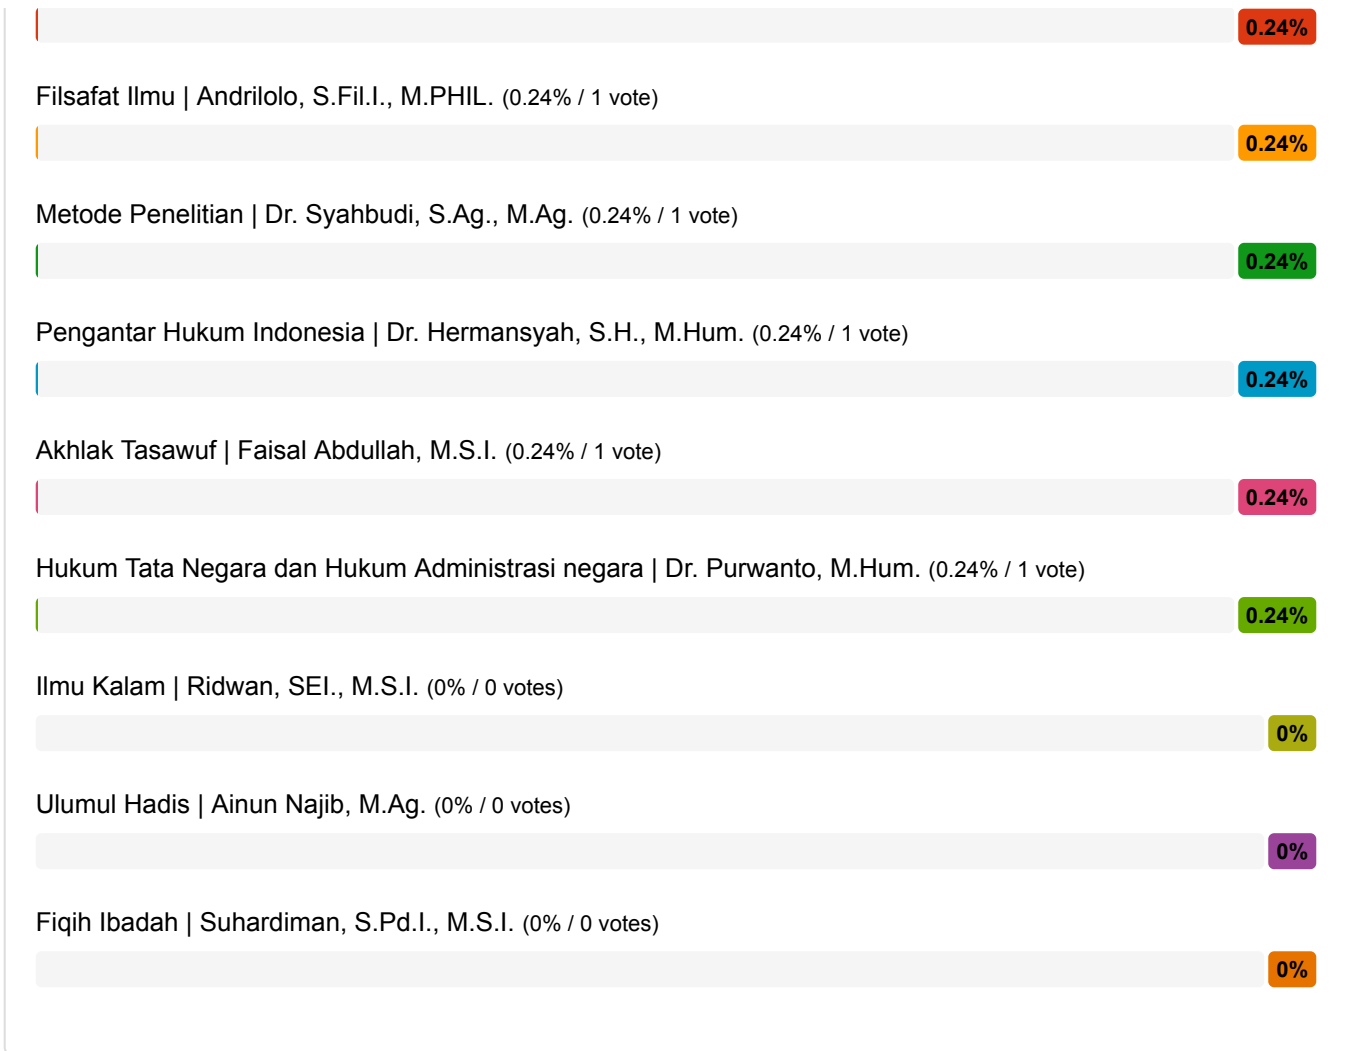 0.24%
Filsafat Ilmu | Andrilolo, S.Fil.I., M.PHIL. (0.24% / 1 vote)
0.24%
Metode Penelitian | Dr. Syahbudi, S.Ag., M.Ag. (0.24% / 1 vote)
0.24%
Pengantar Hukum Indonesia | Dr. Hermansyah, S.H., M.Hum. (0.24% / 1 vote)
0.24%
Akhlak Tasawuf | Faisal Abdullah, M.S.I. (0.24% / 1 vote)
0.24%
Hukum Tata Negara dan Hukum Administrasi negara | Dr. Purwanto, M.Hum. (0.24% / 1 vote)
0.24%
Ilmu Kalam | Ridwan, SEI., M.S.I. (0% / 0 votes)
0%
Ulumul Hadis | Ainun Najib, M.Ag. (0% / 0 votes)
0%
Fiqih Ibadah | Suhardiman, S.Pd.I., M.S.I. (0% / 0 votes)
0%